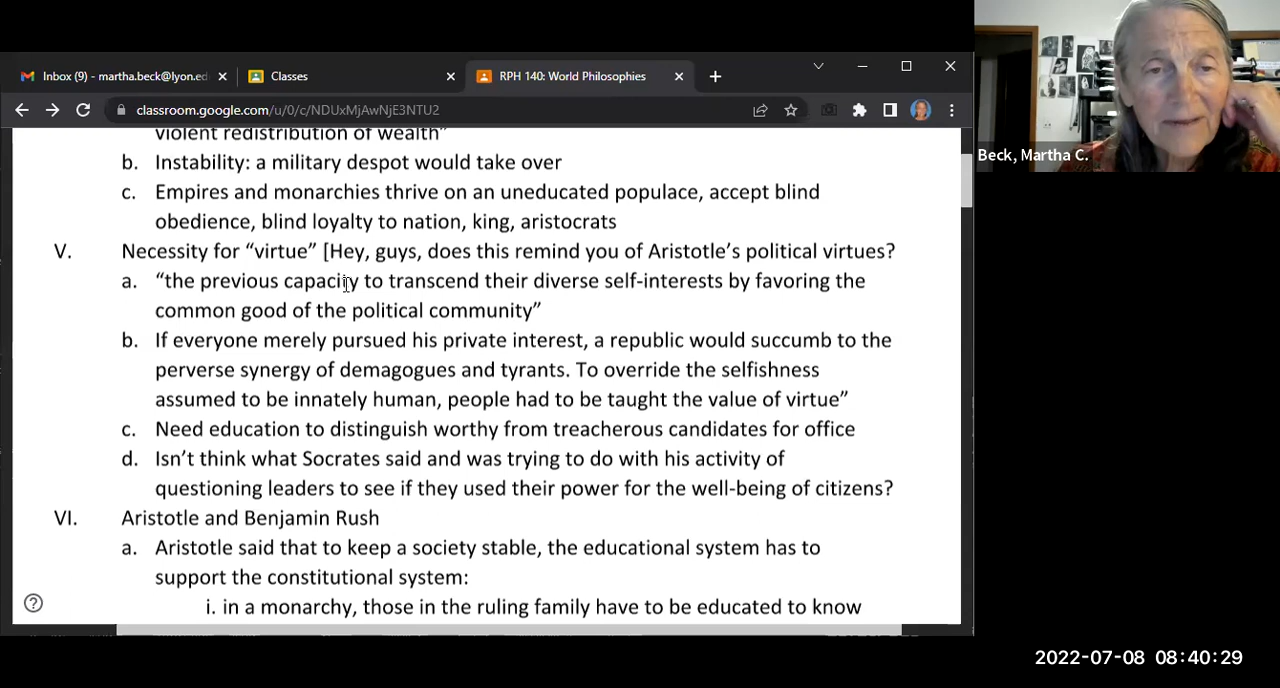 Inbox (9) - martha.beck@lyon.ed
Classes
RPH 140: World Philosophies
classroom.google.com/u/0/c/NDUxMjAwNjE3NTU2
Beck, Martha C.
violent redistribution of wealth”
b. Instability: a military despot would take over
c. Empires and monarchies thrive on an uneducated populace, accept blind
obedience, blind loyalty to nation, king, aristocrats
V. Necessity for “virtue” [Hey, guys, does this remind you of Aristotle’s political virtues?
a. “the previous capacity to transcend their diverse self-interests by favoring the
common good of the political community”
b. If everyone merely pursued his private interest, a republic would succumb to the
perverse synergy of demagogues and tyrants. To override the selfishness
assumed to be innately human, people had to be taught the value of virtue”
c. Need education to distinguish worthy from treacherous candidates for office
d. Isn’t think what Socrates said and was trying to do with his activity of
questioning leaders to see if they used their power for the well-being of citizens?
VI. Aristotle and Benjamin Rush
a. Aristotle said that to keep a society stable, the educational system has to
support the constitutional system:
i. in a monarchy, those in the ruling family have to be educated to know
2022-07-08 08:40:29